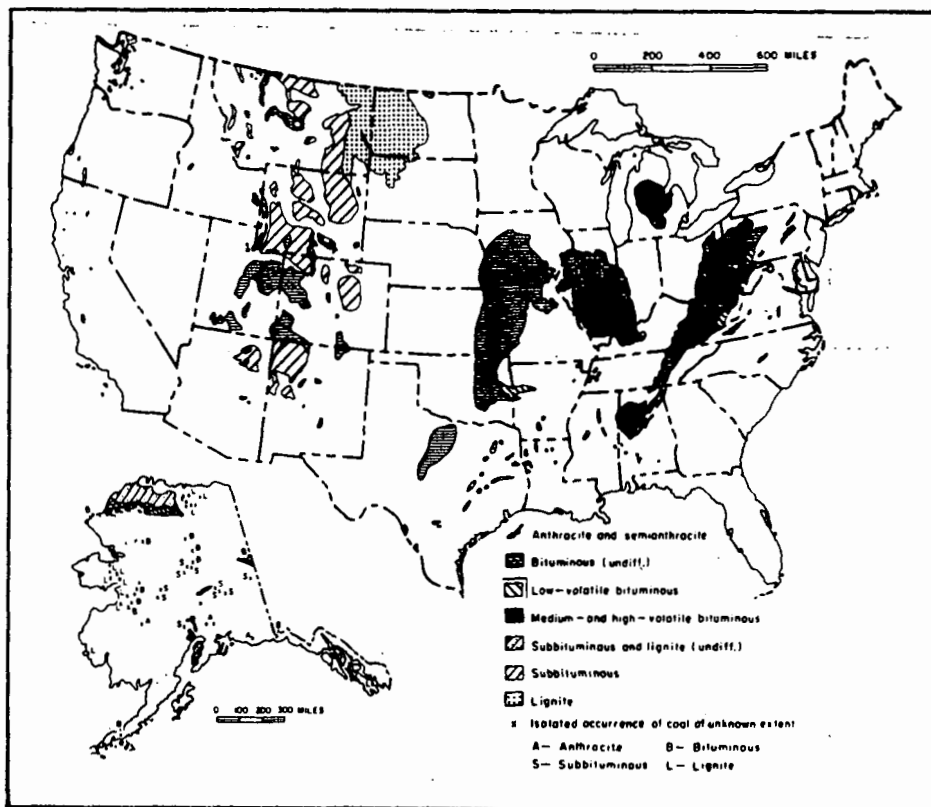 0 200 400 600 MILES
Anthracite and semianthracite
Bituminous (undiff.)
Low-volatile bituminous
Medium-and high-volatile bituminous
Subbituminous and lignite (undiff.)
Subbituminous
Lignite
x Isolated occurrence of coal of unknown extent
A- Anthracite B- Bituminous
S- Subbituminous L- Lignite
0 100 200 300 MILES